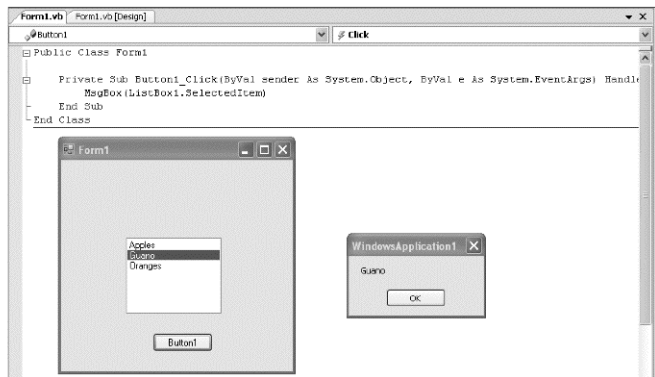 Form1.vb Form1.vb [Design]
Button1 Click
Public Class Form1
Private Sub Button1_Click(ByVal sender As System.Object, ByVal e As System.EventArgs) Handle
MsgBox(ListBox1.SelectedItem)
End Sub
End Class
Form1
Apples
Guano
Oranges
Button1
WindowsApplication1
Guano
OK